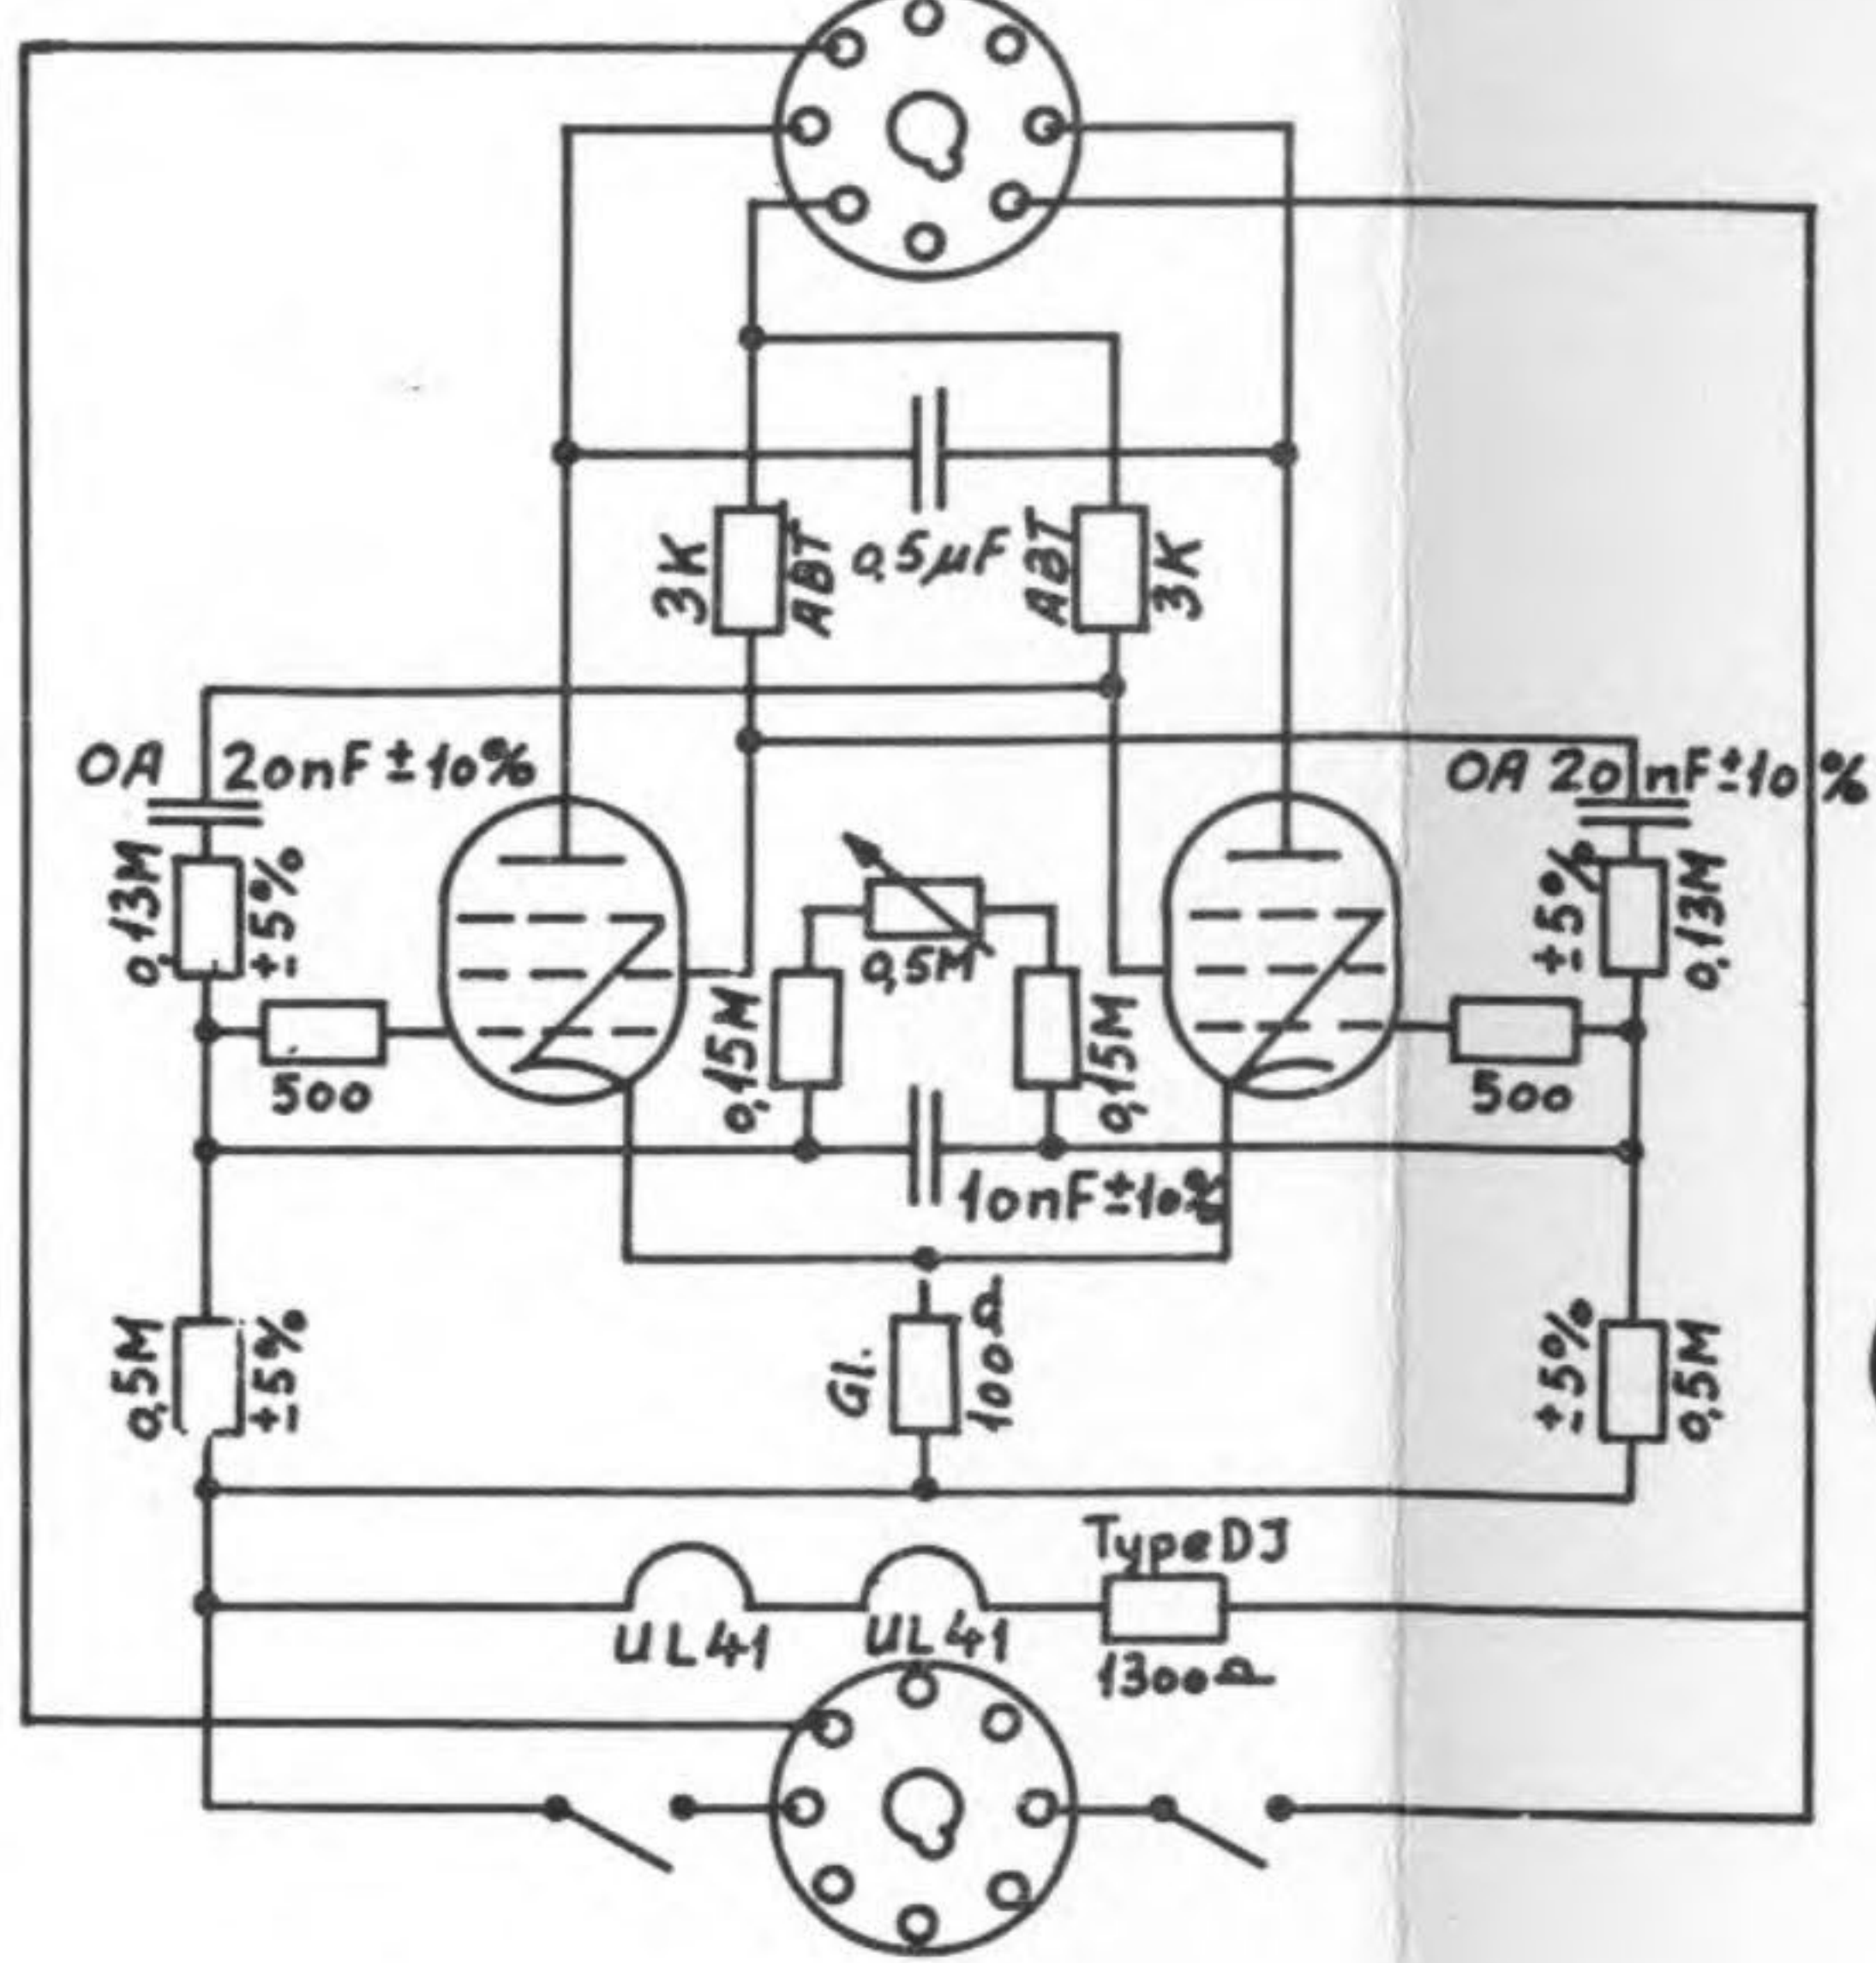 3K
ABT
0,5µF
ABT
3K
OA 20nF±10%
OA 20nF±10%
0,13M
±5%
±5%
0,13M
0,5M
0,15M
0,15M
500
500
10nF±10%
0,5M
±5%
Gl.
100Ω
±5%
0,5M
Type DJ
UL41
UL41
1300Ω